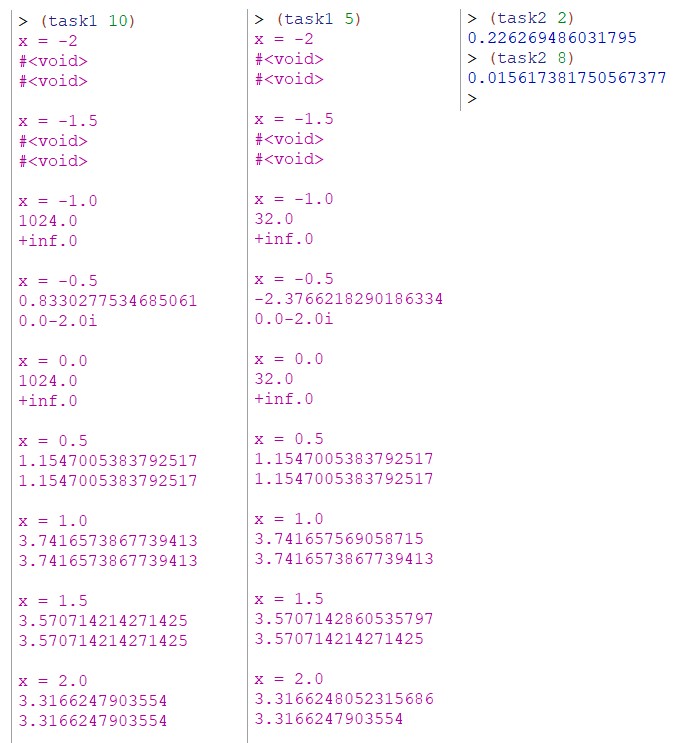 > (task1 10)
x = -2
#<void>
#<void>
x = -1.5
#<void>
#<void>
x = -1.0
1024.0
+inf.0
x = -0.5
0.8330277534685061
0.0-2.0i
x = 0.0
1024.0
+inf.0
x = 0.5
1.1547005383792517
1.1547005383792517
x = 1.0
3.7416573867739413
3.7416573867739413
x = 1.5
3.570714214271425
3.570714214271425
x = 2.0
3.3166247903554
3.3166247903554
> (task1 5)
x = -2
#<void>
#<void>
x = -1.5
#<void>
#<void>
x = -1.0
32.0
+inf.0
x = -0.5
-2.3766218290186334
0.0-2.0i
x = 0.0
32.0
+inf.0
x = 0.5
1.1547005383792517
1.1547005383792517
x = 1.0
3.741657569058715
3.7416573867739413
x = 1.5
3.5707142860535797
3.570714214271425
x = 2.0
3.3166248052315686
3.3166247903554
> (task2 2)
0.226269486031795
> (task2 8)
0.015617381750567377
>